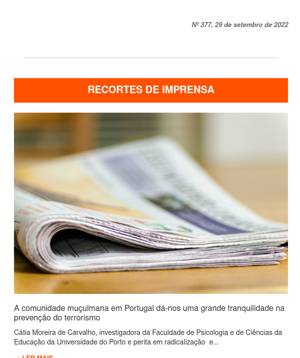 Nº 377, 29 de setembro de 2022
RECORTES DE IMPRENSA
A comunidade muçulmana em Portugal dá-nos uma grande tranquilidade na
prevenção do terrorismo
Cátia Moreira de Carvalho, investigadora da Faculdade de Psicologia e de Ciências da
Educação da Universidade do Porto e perita em radicalização e...
LER MAIS